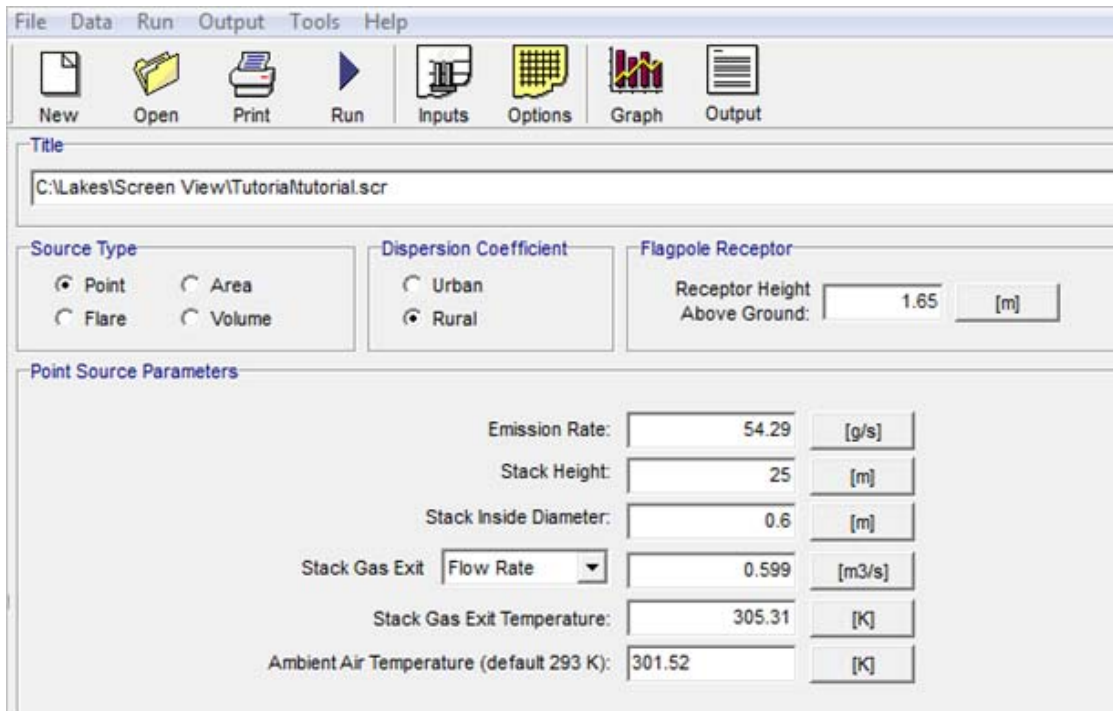 File Data Run Output Tools Help
New Open Print Run Inputs Options Graph Output
Title
C:\Lakes\Screen View\Tutorial\tutorial.scr
Source Type
Point Area
Flare Volume
Dispersion Coefficient
Urban
Rural
Flagpole Receptor
Receptor Height
Above Ground: 1.65 [m]
Point Source Parameters
Emission Rate: 54.29 [g/s]
Stack Height: 25 [m]
Stack Inside Diameter: 0.6 [m]
Stack Gas Exit Flow Rate 0.599 [m3/s]
Stack Gas Exit Temperature: 305.31 [K]
Ambient Air Temperature (default 293 K): 301.52 [K]